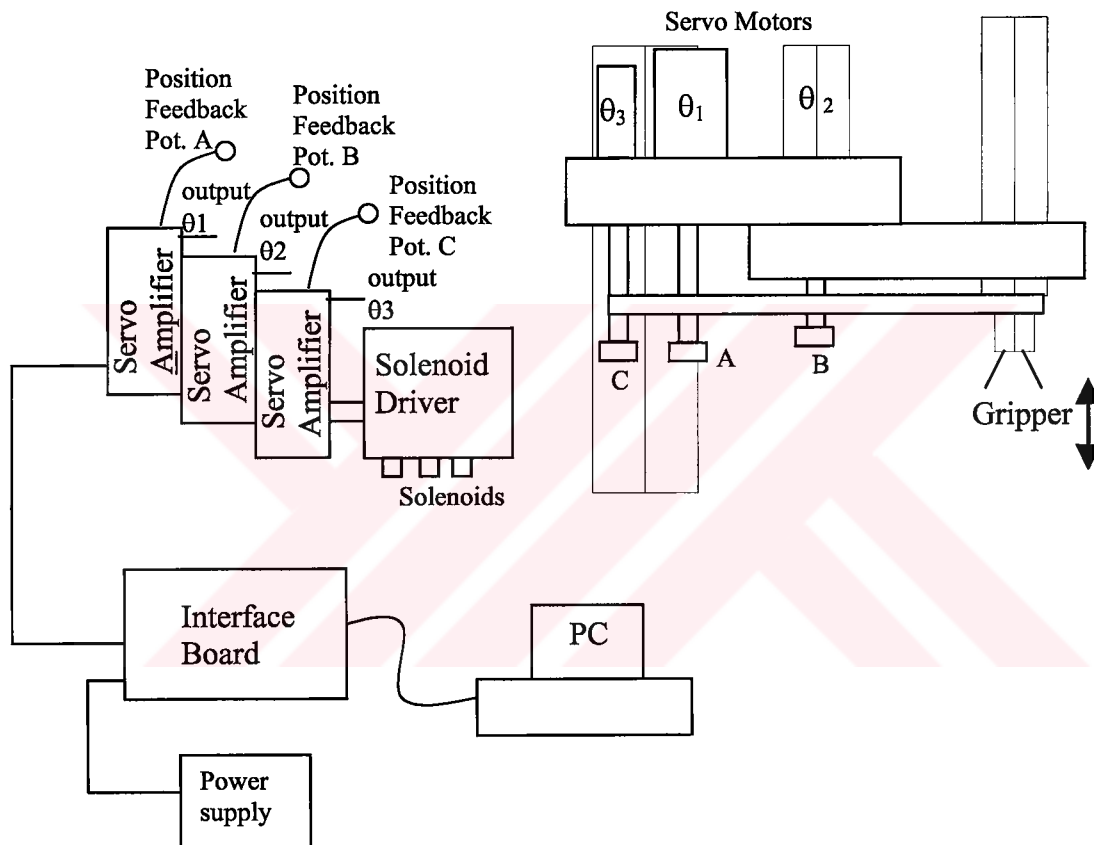 Servo Motors
Position
Feedback
Pot. A
Position
Feedback
Pot. B
Position
Feedback
Pot. C
output
θ1
output
θ2
output
θ3
Servo
Amplifier
Servo
Amplifier
Servo
Amplifier
Solenoid
Driver
Solenoids
θ3
θ1
θ2
C
A
B
Gripper
Interface
Board
PC
Power
supply